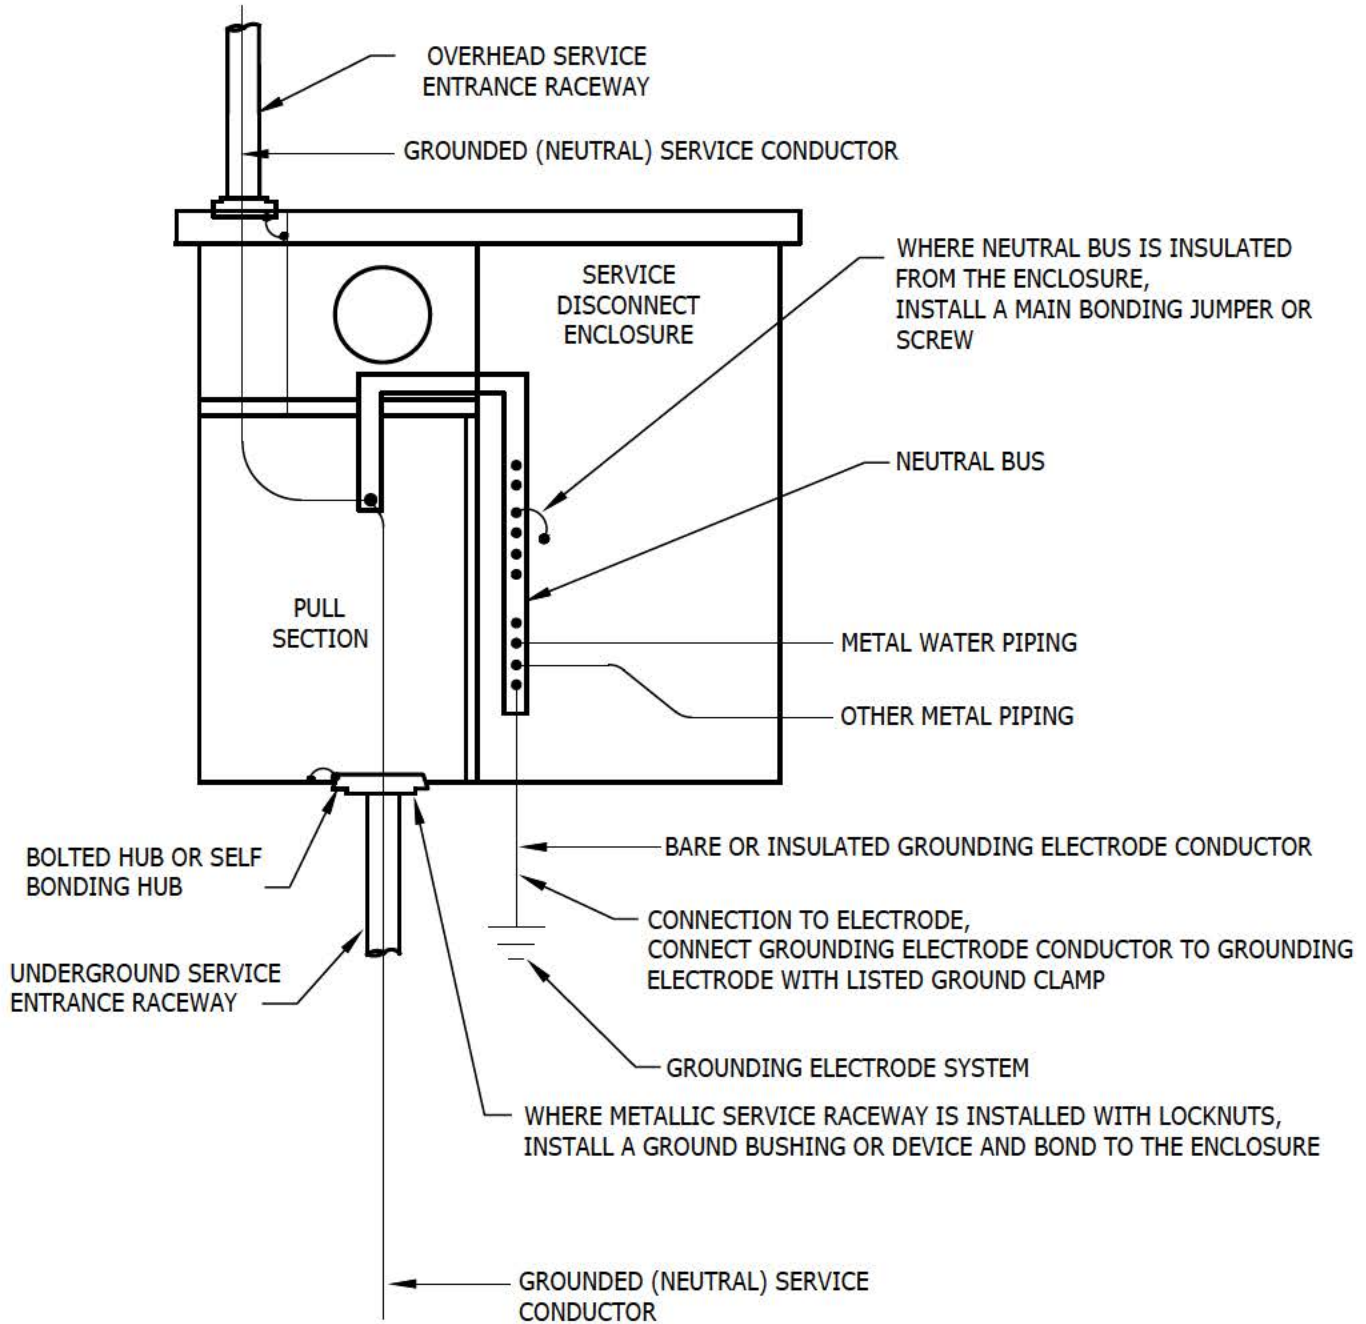 OVERHEAD SERVICE
ENTRANCE RACEWAY
GROUNDED (NEUTRAL) SERVICE CONDUCTOR
WHERE NEUTRAL BUS IS INSULATED
FROM THE ENCLOSURE,
INSTALL A MAIN BONDING JUMPER OR
SCREW
SERVICE
DISCONNECT
ENCLOSURE
NEUTRAL BUS
PULL
SECTION
METAL WATER PIPING
OTHER METAL PIPING
BOLTED HUB OR SELF
BONDING HUB
BARE OR INSULATED GROUNDING ELECTRODE CONDUCTOR
CONNECTION TO ELECTRODE,
CONNECT GROUNDING ELECTRODE CONDUCTOR TO GROUNDING
ELECTRODE WITH LISTED GROUND CLAMP
UNDERGROUND SERVICE
ENTRANCE RACEWAY
GROUNDING ELECTRODE SYSTEM
WHERE METALLIC SERVICE RACEWAY IS INSTALLED WITH LOCKNUTS,
INSTALL A GROUND BUSHING OR DEVICE AND BOND TO THE ENCLOSURE
GROUNDED (NEUTRAL) SERVICE
CONDUCTOR